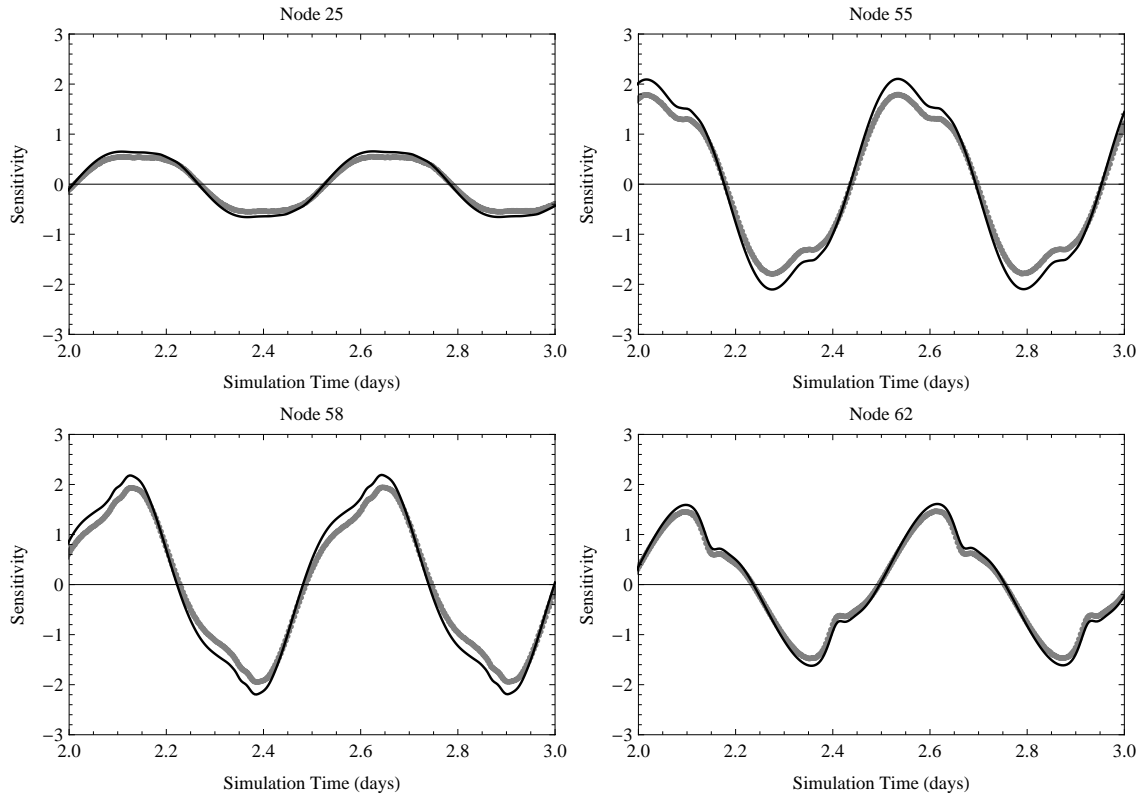 Node 25
3
2
1
0
−1
−2
−3
Sensitivity
2.0 2.2 2.4 2.6 2.8 3.0
Simulation Time (days)
Node 55
3
2
1
0
−1
−2
−3
Sensitivity
2.0 2.2 2.4 2.6 2.8 3.0
Simulation Time (days)
Node 58
3
2
1
0
−1
−2
−3
Sensitivity
2.0 2.2 2.4 2.6 2.8 3.0
Simulation Time (days)
Node 62
3
2
1
0
−1
−2
−3
Sensitivity
2.0 2.2 2.4 2.6 2.8 3.0
Simulation Time (days)